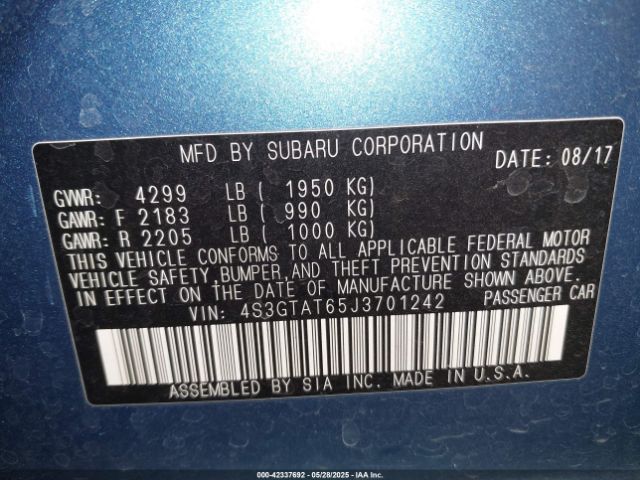 MFD BY SUBARU CORPORATION DATE: 08/17
GVWR: 4299 LB ( 1950 KG)
GAWR: F 2183 LB ( 990 KG)
GAWR: R 2205 LB ( 1000 KG)
THIS VEHICLE CONFORMS TO ALL APPLICABLE FEDERAL MOTOR
VEHICLE SAFETY, BUMPER, AND THEFT PREVENTION STANDARDS
IN EFFECT ON THE DATE OF MANUFACTURE SHOWN ABOVE.
VIN: 4S3GTAT65J3701242 PASSENGER CAR
ASSEMBLED BY SIA INC. MADE IN U.S.A.
000-42337692 - 05/28/2025 - IAA Inc.